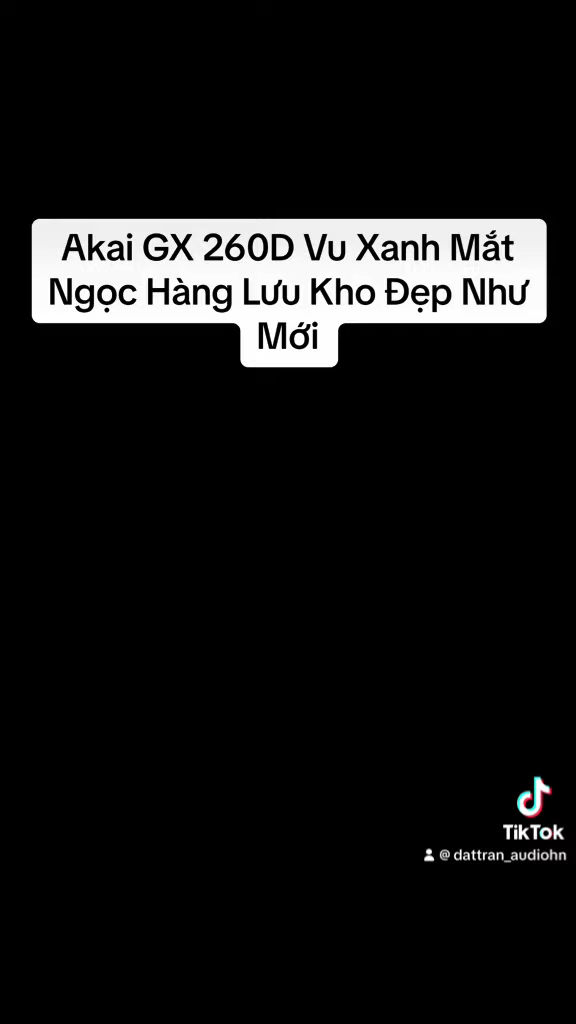 Akai GX 260D Vu Xanh Mắt
Ngọc Hàng Lưu Kho Đẹp Như
Mới
TikTok
@ dattran_audiohn